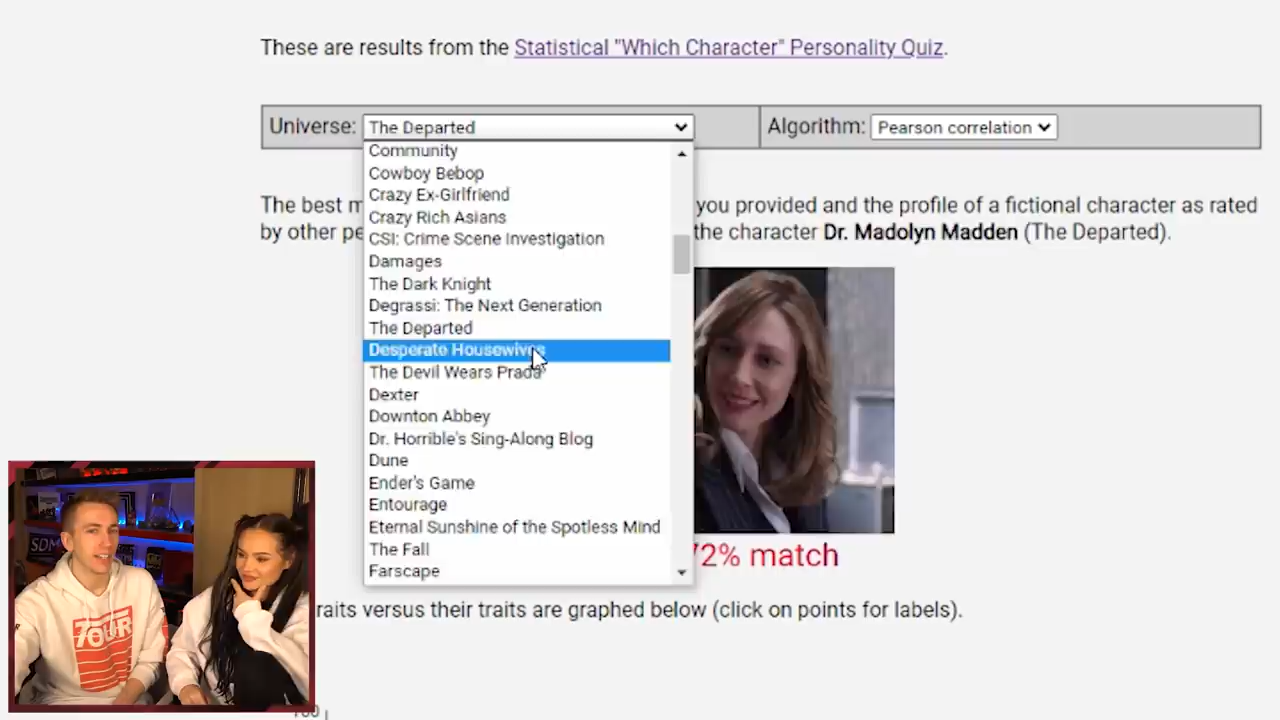 These are results from the Statistical "Which Character" Personality Quiz.
Universe: The Departed Algorithm: Pearson correlation
Community
Cowboy Bebop
Crazy Ex-Girlfriend
Crazy Rich Asians
CSI: Crime Scene Investigation
Damages
The Dark Knight
Degrassi: The Next Generation
The Departed
Desperate Housewives
The Devil Wears Prada
Dexter
Downton Abbey
Dr. Horrible's Sing-Along Blog
Dune
Ender's Game
Entourage
Eternal Sunshine of the Spotless Mind
The Fall
Farscape
The best you provided and the profile of a fictional character as rated
by other the character Dr. Madolyn Madden (The Departed).
72% match
raits versus their traits are graphed below (click on points for labels).
SDM
TOUR
100